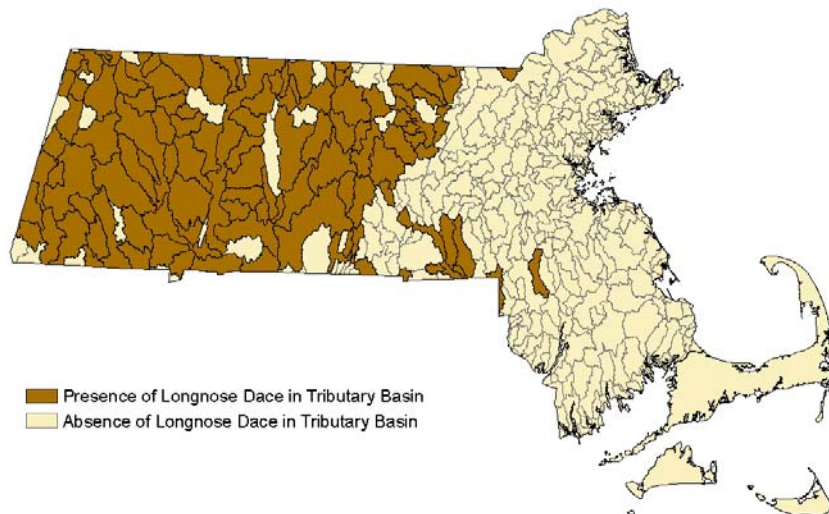 Presence of Longnose Dace in Tributary Basin
Absence of Longnose Dace in Tributary Basin